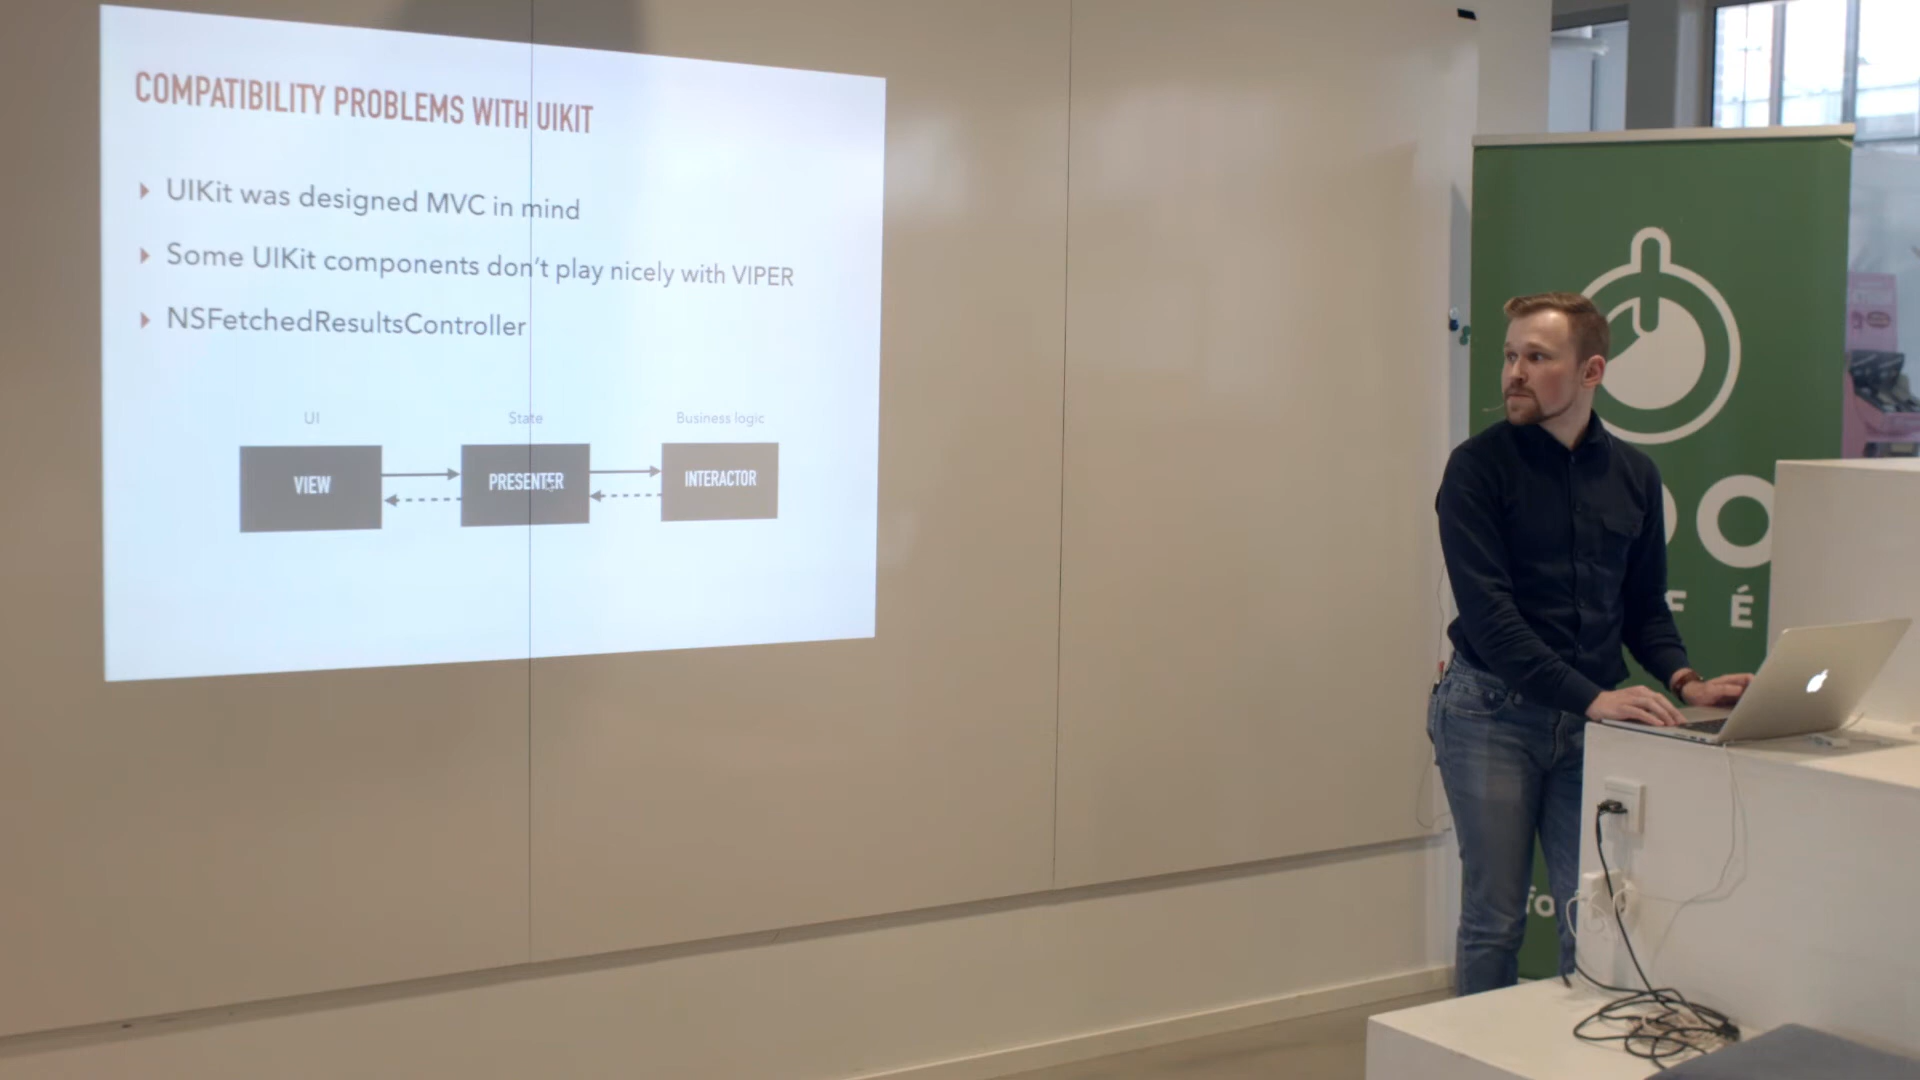 COMPATIBILITY PROBLEMS WITH UIKIT
UIKit was designed MVC in mind
Some UIKit components don't play nicely with VIPER
NSFetchedResultsController
UI
State
Business logic
VIEW
PRESENTER
INTERACTOR
O
F É
fo